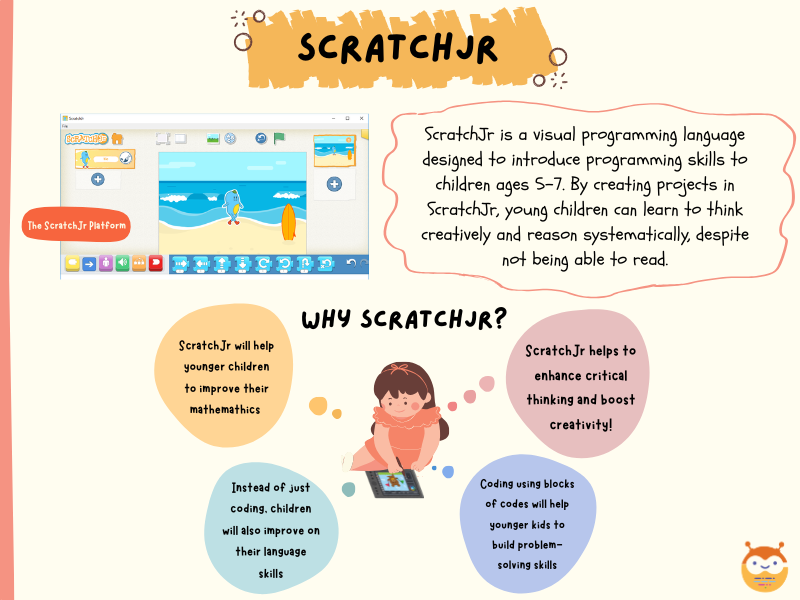 SCRATCHJR
ScratchJr
File
SCRATCHJR
The ScratchJr Platform
ScratchJr is a visual programming language
designed to introduce programming skills to
children ages 5-7. By creating projects in
ScratchJr, young children can learn to think
creatively and reason systematically, despite
not being able to read.
WHY SCRATCHJR?
ScratchJr will help
younger children
to improve their
mathemathics
ScratchJr helps to
enhance critical
thinking and boost
creativity!
Instead of just
coding, children
will also improve on
their language
skills
Coding using blocks
of codes will help
younger kids to
build problem-
solving skills